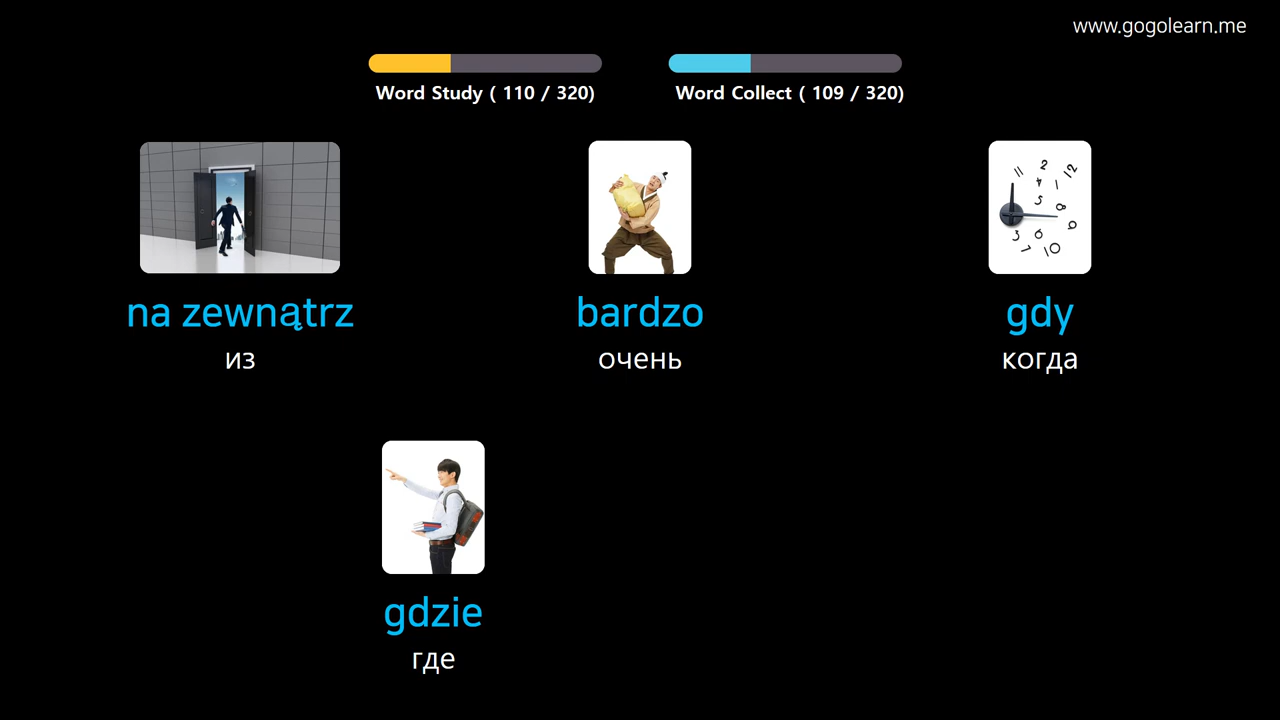 www.gogolearn.me
Word Study ( 110 / 320)
Word Collect ( 109 / 320)
na zewnątrz
bardzo
gdy
из
очень
когда
gdzie
где